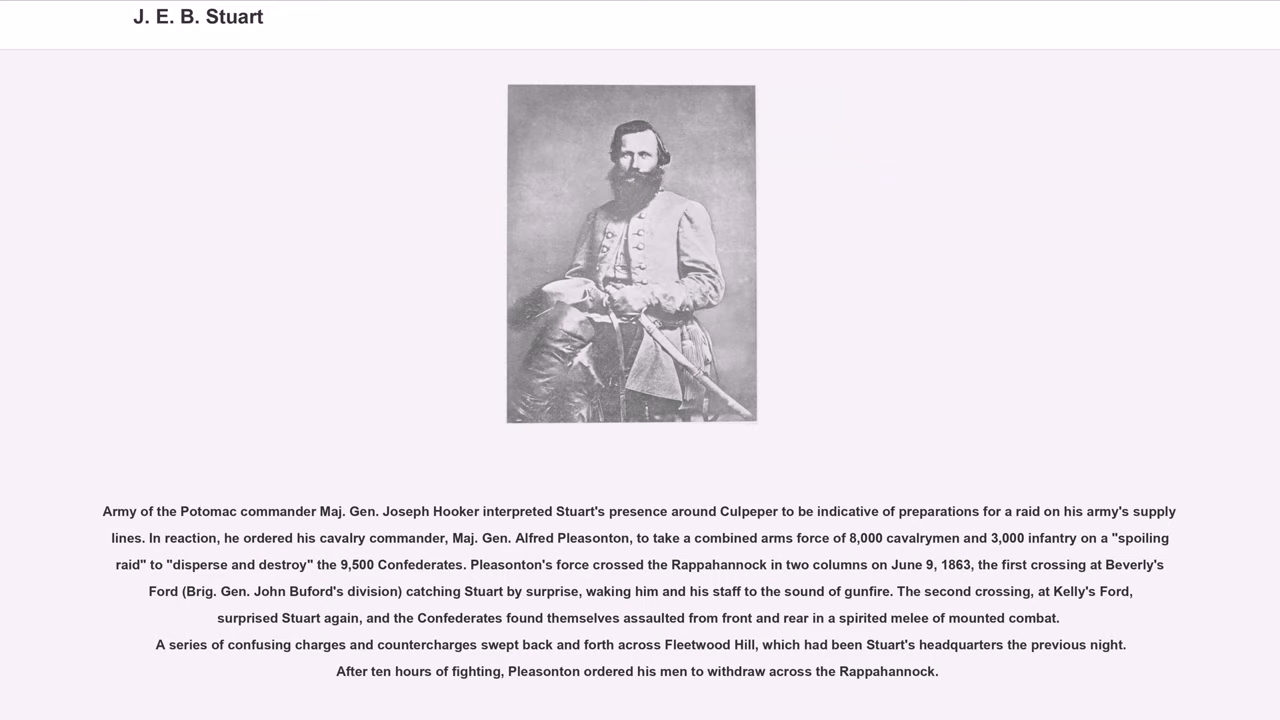 J. E. B. Stuart
Army of the Potomac commander Maj. Gen. Joseph Hooker interpreted Stuart's presence around Culpeper to be indicative of preparations for a raid on his army's supply
lines. In reaction, he ordered his cavalry commander, Maj. Gen. Alfred Pleasonton, to take a combined arms force of 8,000 cavalrymen and 3,000 infantry on a "spoiling
raid" to "disperse and destroy" the 9,500 Confederates. Pleasonton's force crossed the Rappahannock in two columns on June 9, 1863, the first crossing at Beverly's
Ford (Brig. Gen. John Buford's division) catching Stuart by surprise, waking him and his staff to the sound of gunfire. The second crossing, at Kelly's Ford,
surprised Stuart again, and the Confederates found themselves assaulted from front and rear in a spirited melee of mounted combat.
A series of confusing charges and countercharges swept back and forth across Fleetwood Hill, which had been Stuart's headquarters the previous night.
After ten hours of fighting, Pleasonton ordered his men to withdraw across the Rappahannock.